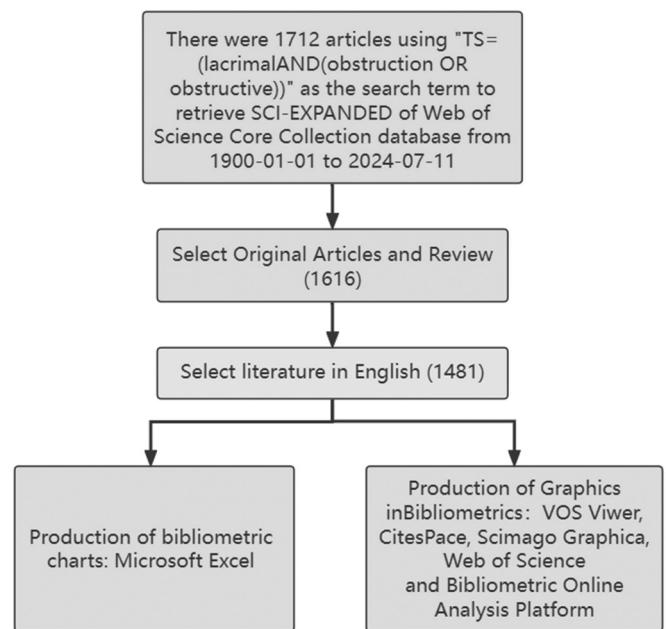 There were 1712 articles using "TS=
(lacrimalAND(obstruction OR
obstructive))" as the search term to
retrieve SCI-EXPANDED of Web of
Science Core Collection database from
1900-01-01 to 2024-07-11
Select Original Articles and Review
(1616)
Select literature in English (1481)
Production of bibliometric
charts: Microsoft Excel
Production of Graphics
inBibliometrics： VOS Viwer,
CitesPace, Scimago Graphica,
Web of Science
and Bibliometric Online
Analysis Platform